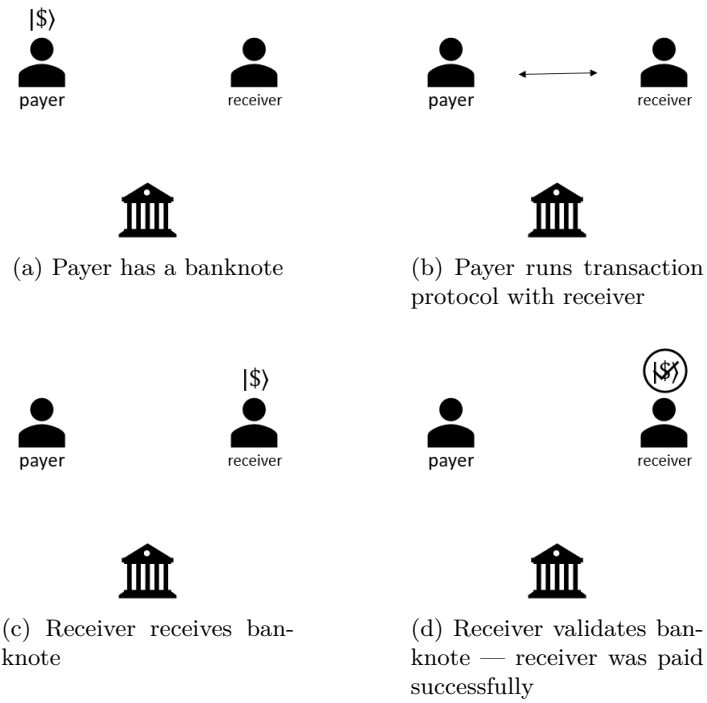 |$⟩
payer
receiver
payer
receiver
(a) Payer has a banknote
(b) Payer runs transaction
protocol with receiver
|$⟩
|$⟩
payer
receiver
payer
receiver
(c) Receiver receives ban-
knote
(d) Receiver validates ban-
knote — receiver was paid
successfully